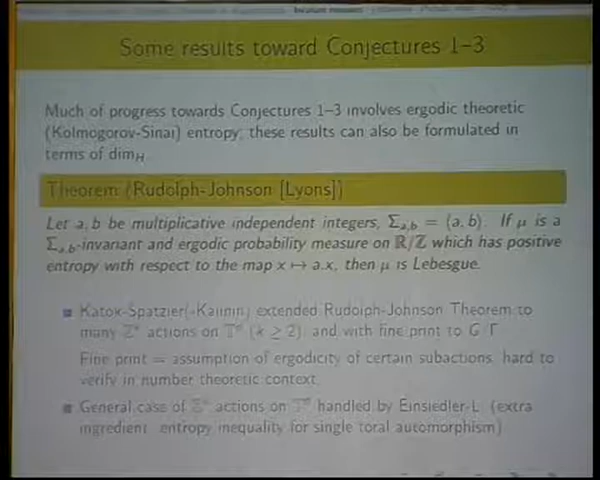 Some results toward Conjectures 1–3
Much of progress towards Conjectures 1–3 involves ergodic theoretic
(Kolmogorov-Sinai) entropy; these results can also be formulated in
terms of dim_H
Theorem (Rudolph-Johnson [Lyons])
Let a, b be multiplicative independent integers, Σ_{a,b} = ⟨a, b⟩. If μ is a
Σ_{a,b}-invariant and ergodic probability measure on ℝ/ℤ which has positive
entropy with respect to the map x ↦ a.x, then μ is Lebesgue.
Katok-Spatzier(-Kalinin) extended Rudolph-Johnson Theorem to
many ℤ actions on 𝕋 (k ≥ 2), and with fine print to G/Γ
Fine print = assumption of ergodicity of certain subactions, hard to
verify in number theoretic context.
General case of ℤ actions on 𝕋 handled by Einsiedler-L (extra
ingredient: entropy inequality for single toral automorphism)